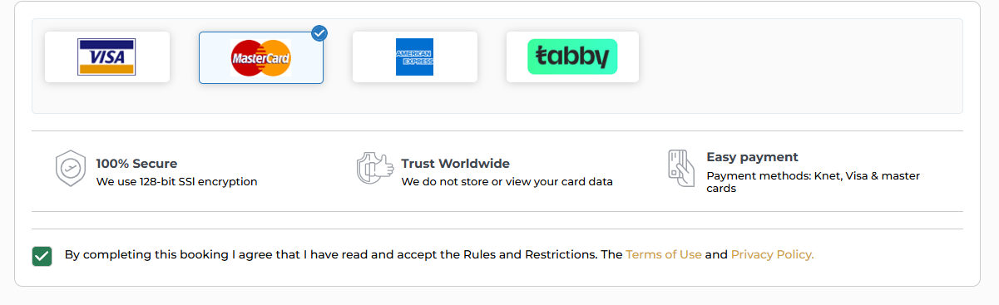 VISA
MasterCard
AMERICAN
EXPRESS
tabby
100% Secure
We use 128-bit SSl encryption
Trust Worldwide
We do not store or view your card data
Easy payment
Payment methods: Knet, Visa & master
cards
By completing this booking I agree that I have read and accept the Rules and Restrictions. The Terms of Use and Privacy Policy.